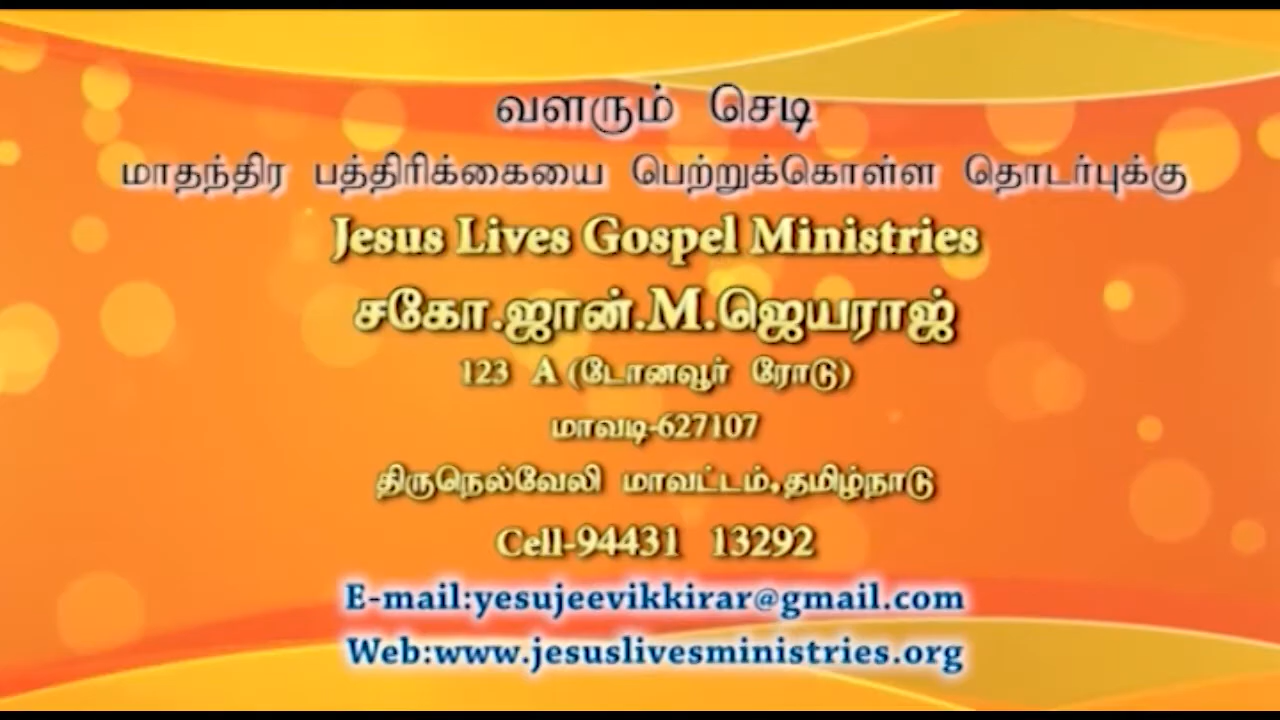 வளரும் செடி
மாதந்திர பத்திரிக்கையை பெற்றுக்கொள்ள தொடர்புக்கு
Jesus Lives Gospel Ministries
சகோ.ஜான்.M.ஜெயராஜ்
123 A (டோனவூர் ரோடு)
மாவடி-627107
திருநெல்வேலி மாவட்டம்,தமிழ்நாடு
Cell-94431 13292
E-mail:yesujeevikkirar@gmail.com
Web:www.jesuslivesministries.org